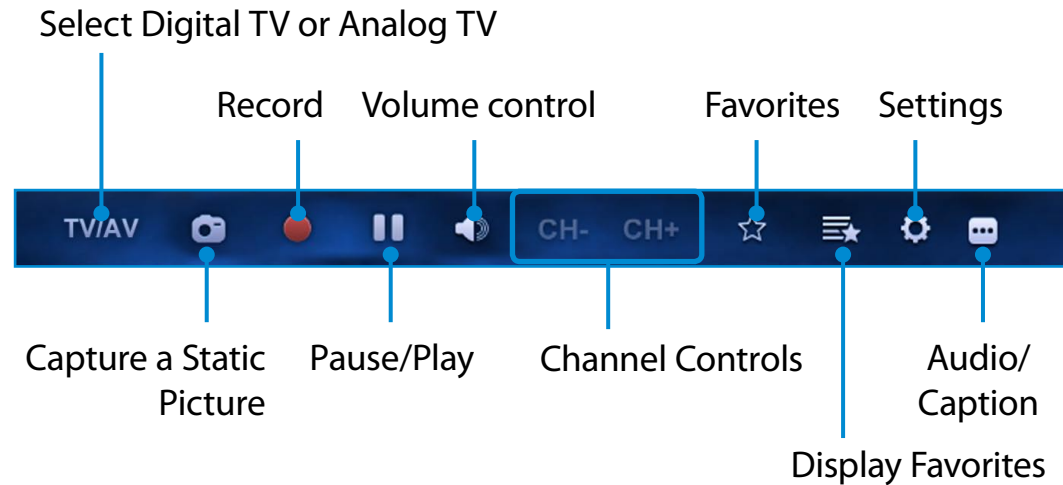 Select Digital TV or Analog TV
Record
Volume control
Favorites
Settings
TV/AV
CH-
CH+
Capture a Static
Picture
Pause/Play
Channel Controls
Audio/
Caption
Display Favorites